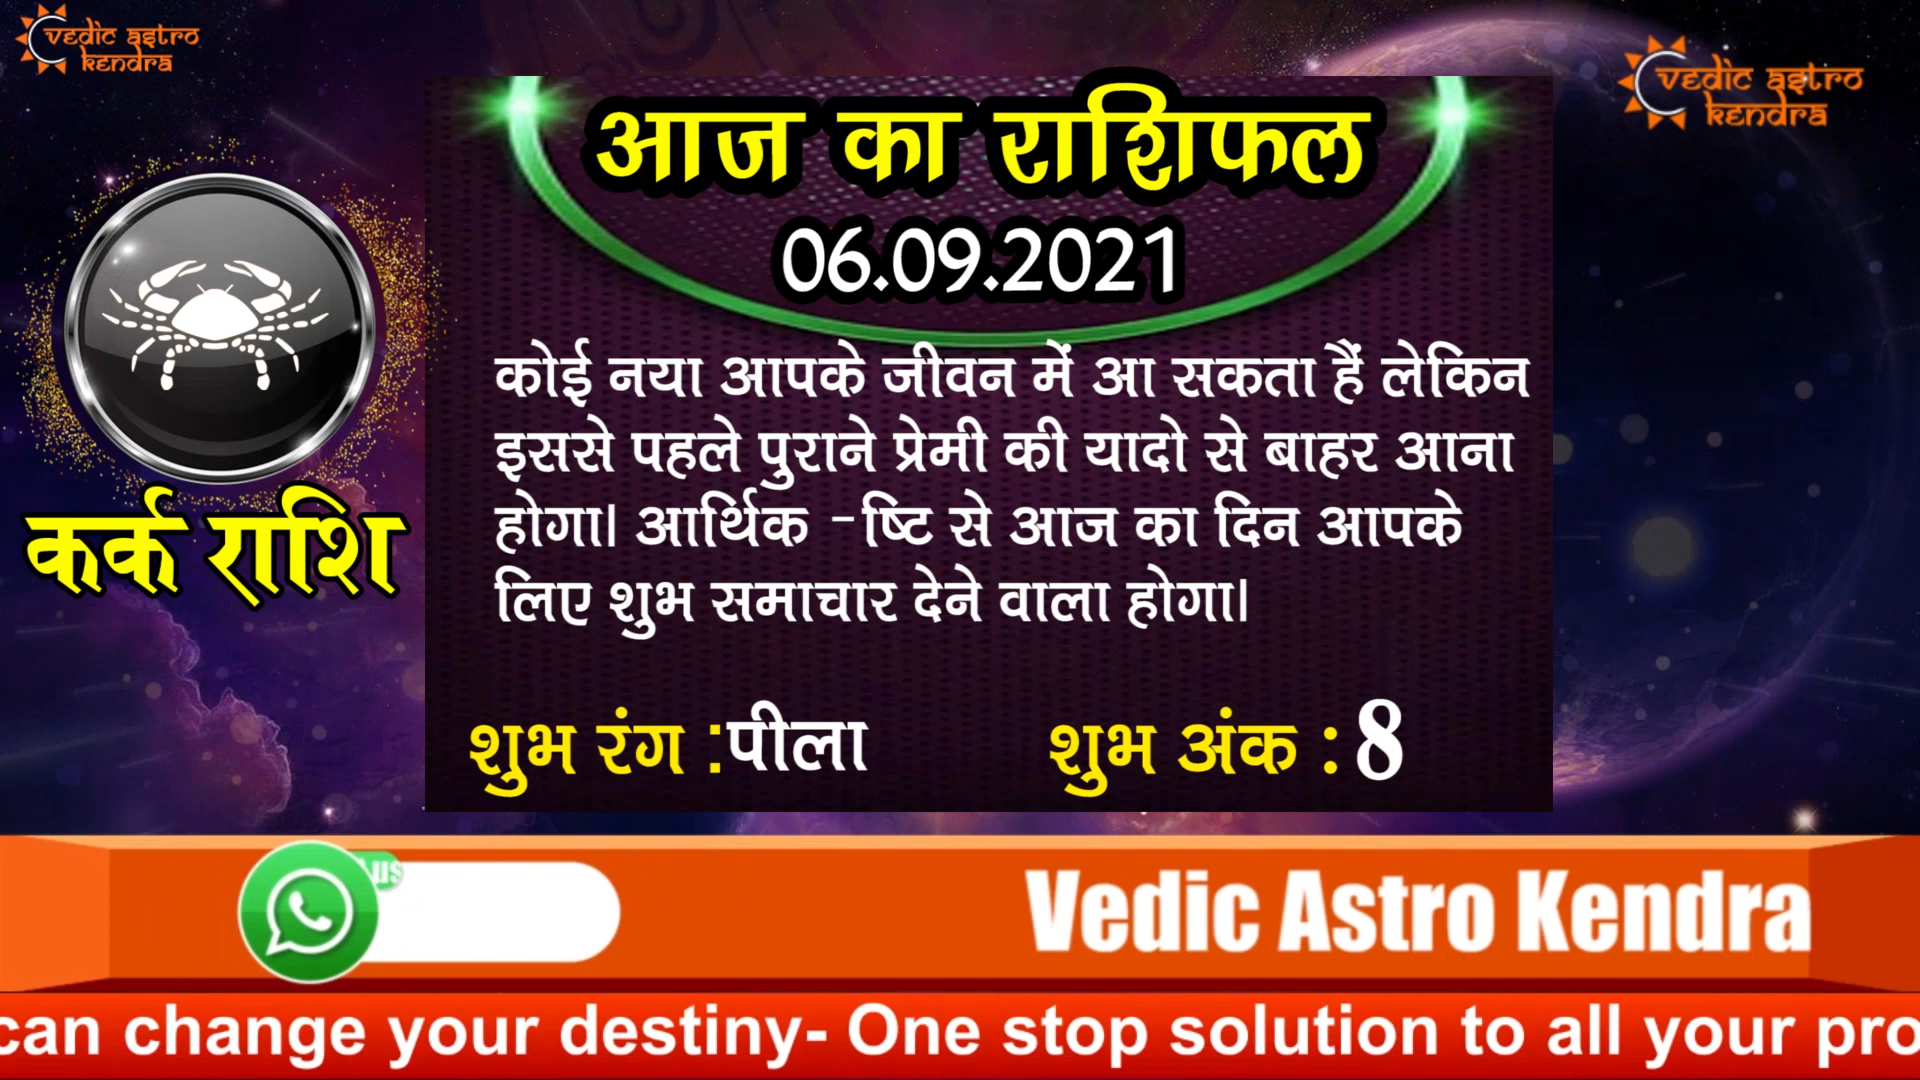 vedic astro
kendra
vedic astro
kendra
आज का राशिफल
06.09.2021
कर्क राशि
कोई नया आपके जीवन में आ सकता हैं लेकिन
इससे पहले पुराने प्रेमी की यादो से बाहर आना
होगा। आर्थिक -ष्टि से आज का दिन आपके
लिए शुभ समाचार देने वाला होगा।
शुभ रंग :पीला
शुभ अंक : 8
Vedic Astro Kendra
can change your destiny- One stop solution to all your pro